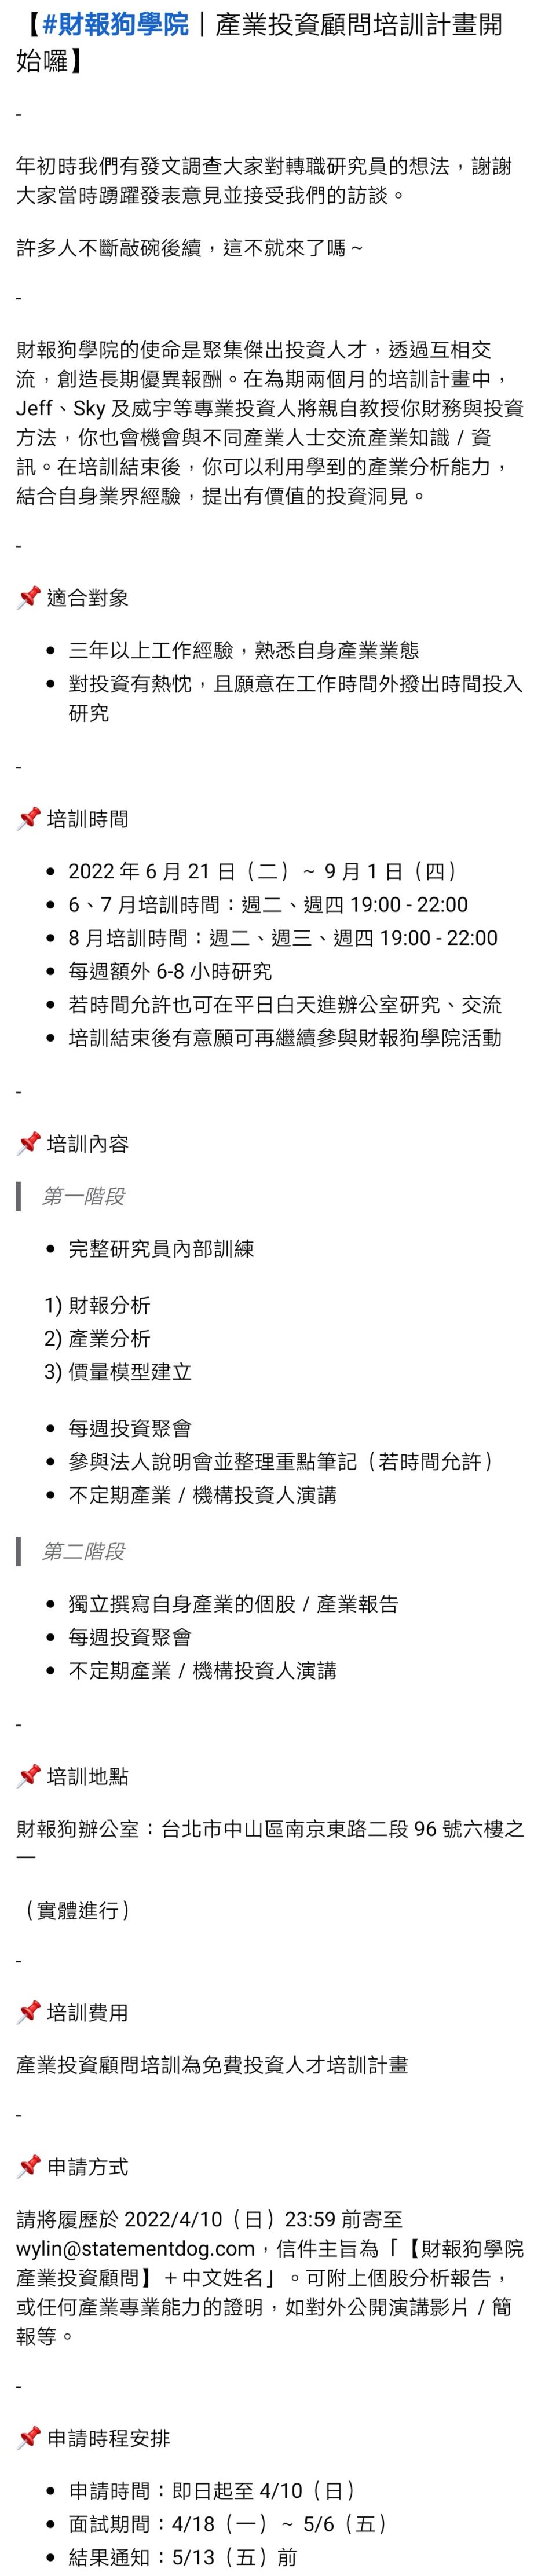 【#財報狗學院｜產業投資顧問培訓計畫開
始囉】
-
年初時我們有發文調查大家對轉職研究員的想法，謝謝
大家當時踴躍發表意見並接受我們的訪談。
許多人不斷敲碗後續，這不就來了嗎~
-
財報狗學院的使命是聚集傑出投資人才，透過互相交
流，創造長期優異報酬。在為期兩個月的培訓計畫中，
Jeff、Sky 及威宇等專業投資人將親自教授你財務與投資
方法，你也會機會與不同產業人士交流產業知識 / 資
訊。在培訓結束後，你可以利用學到的產業分析能力，
結合自身業界經驗，提出有價值的投資洞見。
-
📌 適合對象
• 三年以上工作經驗，熟悉自身產業業態
• 對投資有熱忱，且願意在工作時間外撥出時間投入
研究
-
📌 培訓時間
• 2022 年 6 月 21 日（二）~ 9 月 1 日（四）
• 6、7 月培訓時間：週二、週四 19:00 - 22:00
• 8 月培訓時間：週二、週三、週四 19:00 - 22:00
• 每週額外 6-8 小時研究
• 若時間允許也可在平日白天進辦公室研究、交流
• 培訓結束後有意願可再繼續參與財報狗學院活動
-
📌 培訓內容
第一階段
• 完整研究員內部訓練
1) 財報分析
2) 產業分析
3) 價量模型建立
• 每週投資聚會
• 參與法人說明會並整理重點筆記（若時間允許）
• 不定期產業 / 機構投資人演講
第二階段
• 獨立撰寫自身產業的個股 / 產業報告
• 每週投資聚會
• 不定期產業 / 機構投資人演講
-
📌 培訓地點
財報狗辦公室：台北市中山區南京東路二段 96 號六樓之
一
（實體進行）
-
📌 培訓費用
產業投資顧問培訓為免費投資人才培訓計畫
-
📌 申請方式
請將履歷於 2022/4/10（日）23:59 前寄至
wylin@statementdog.com，信件主旨為「【財報狗學院
產業投資顧問】＋中文姓名」。可附上個股分析報告，
或任何產業專業能力的證明，如對外公開演講影片 / 簡
報等。
-
📌 申請時程安排
• 申請時間：即日起至 4/10（日）
• 面試期間：4/18（一）~ 5/6（五）
• 結果通知：5/13（五）前